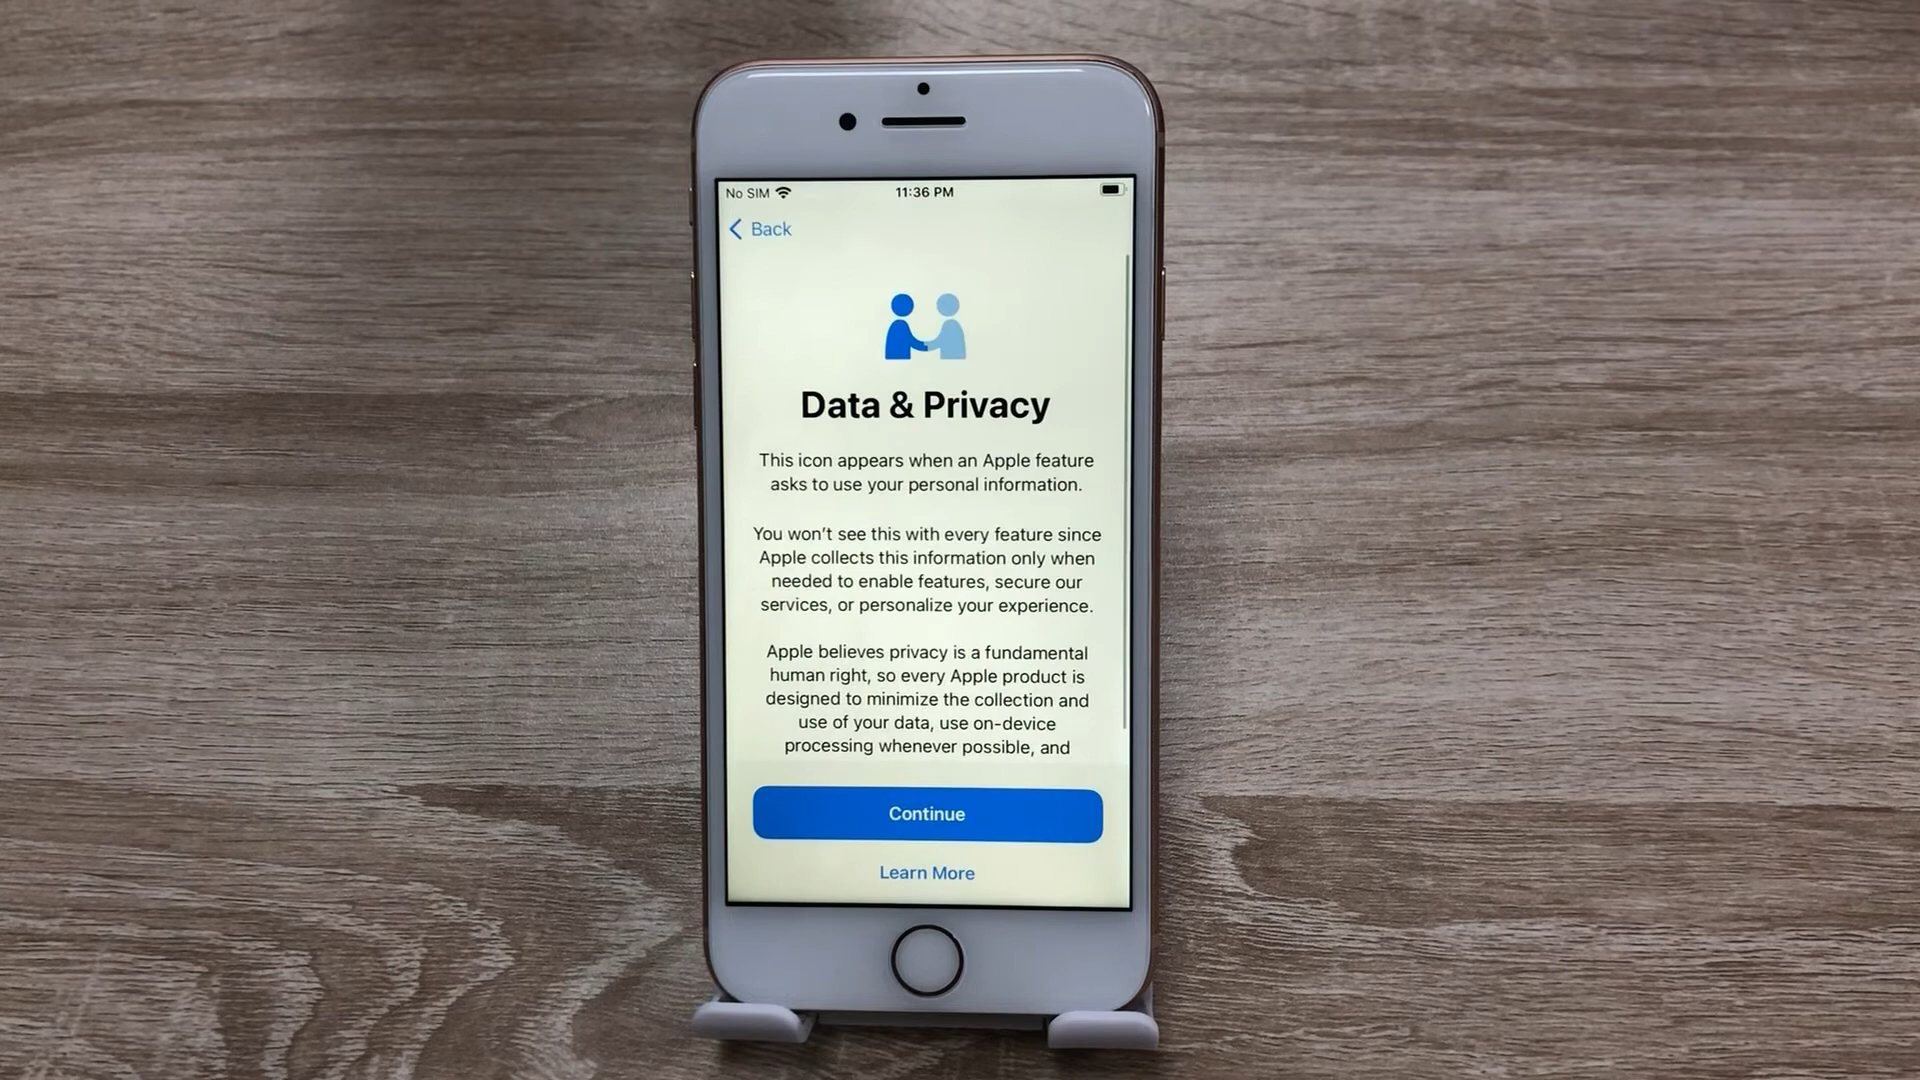 No SIM 11:36 PM
Back
Data & Privacy
This icon appears when an Apple feature
asks to use your personal information.
You won’t see this with every feature since
Apple collects this information only when
needed to enable features, secure our
services, or personalize your experience.
Apple believes privacy is a fundamental
human right, so every Apple product is
designed to minimize the collection and
use of your data, use on-device
processing whenever possible, and
Continue
Learn More